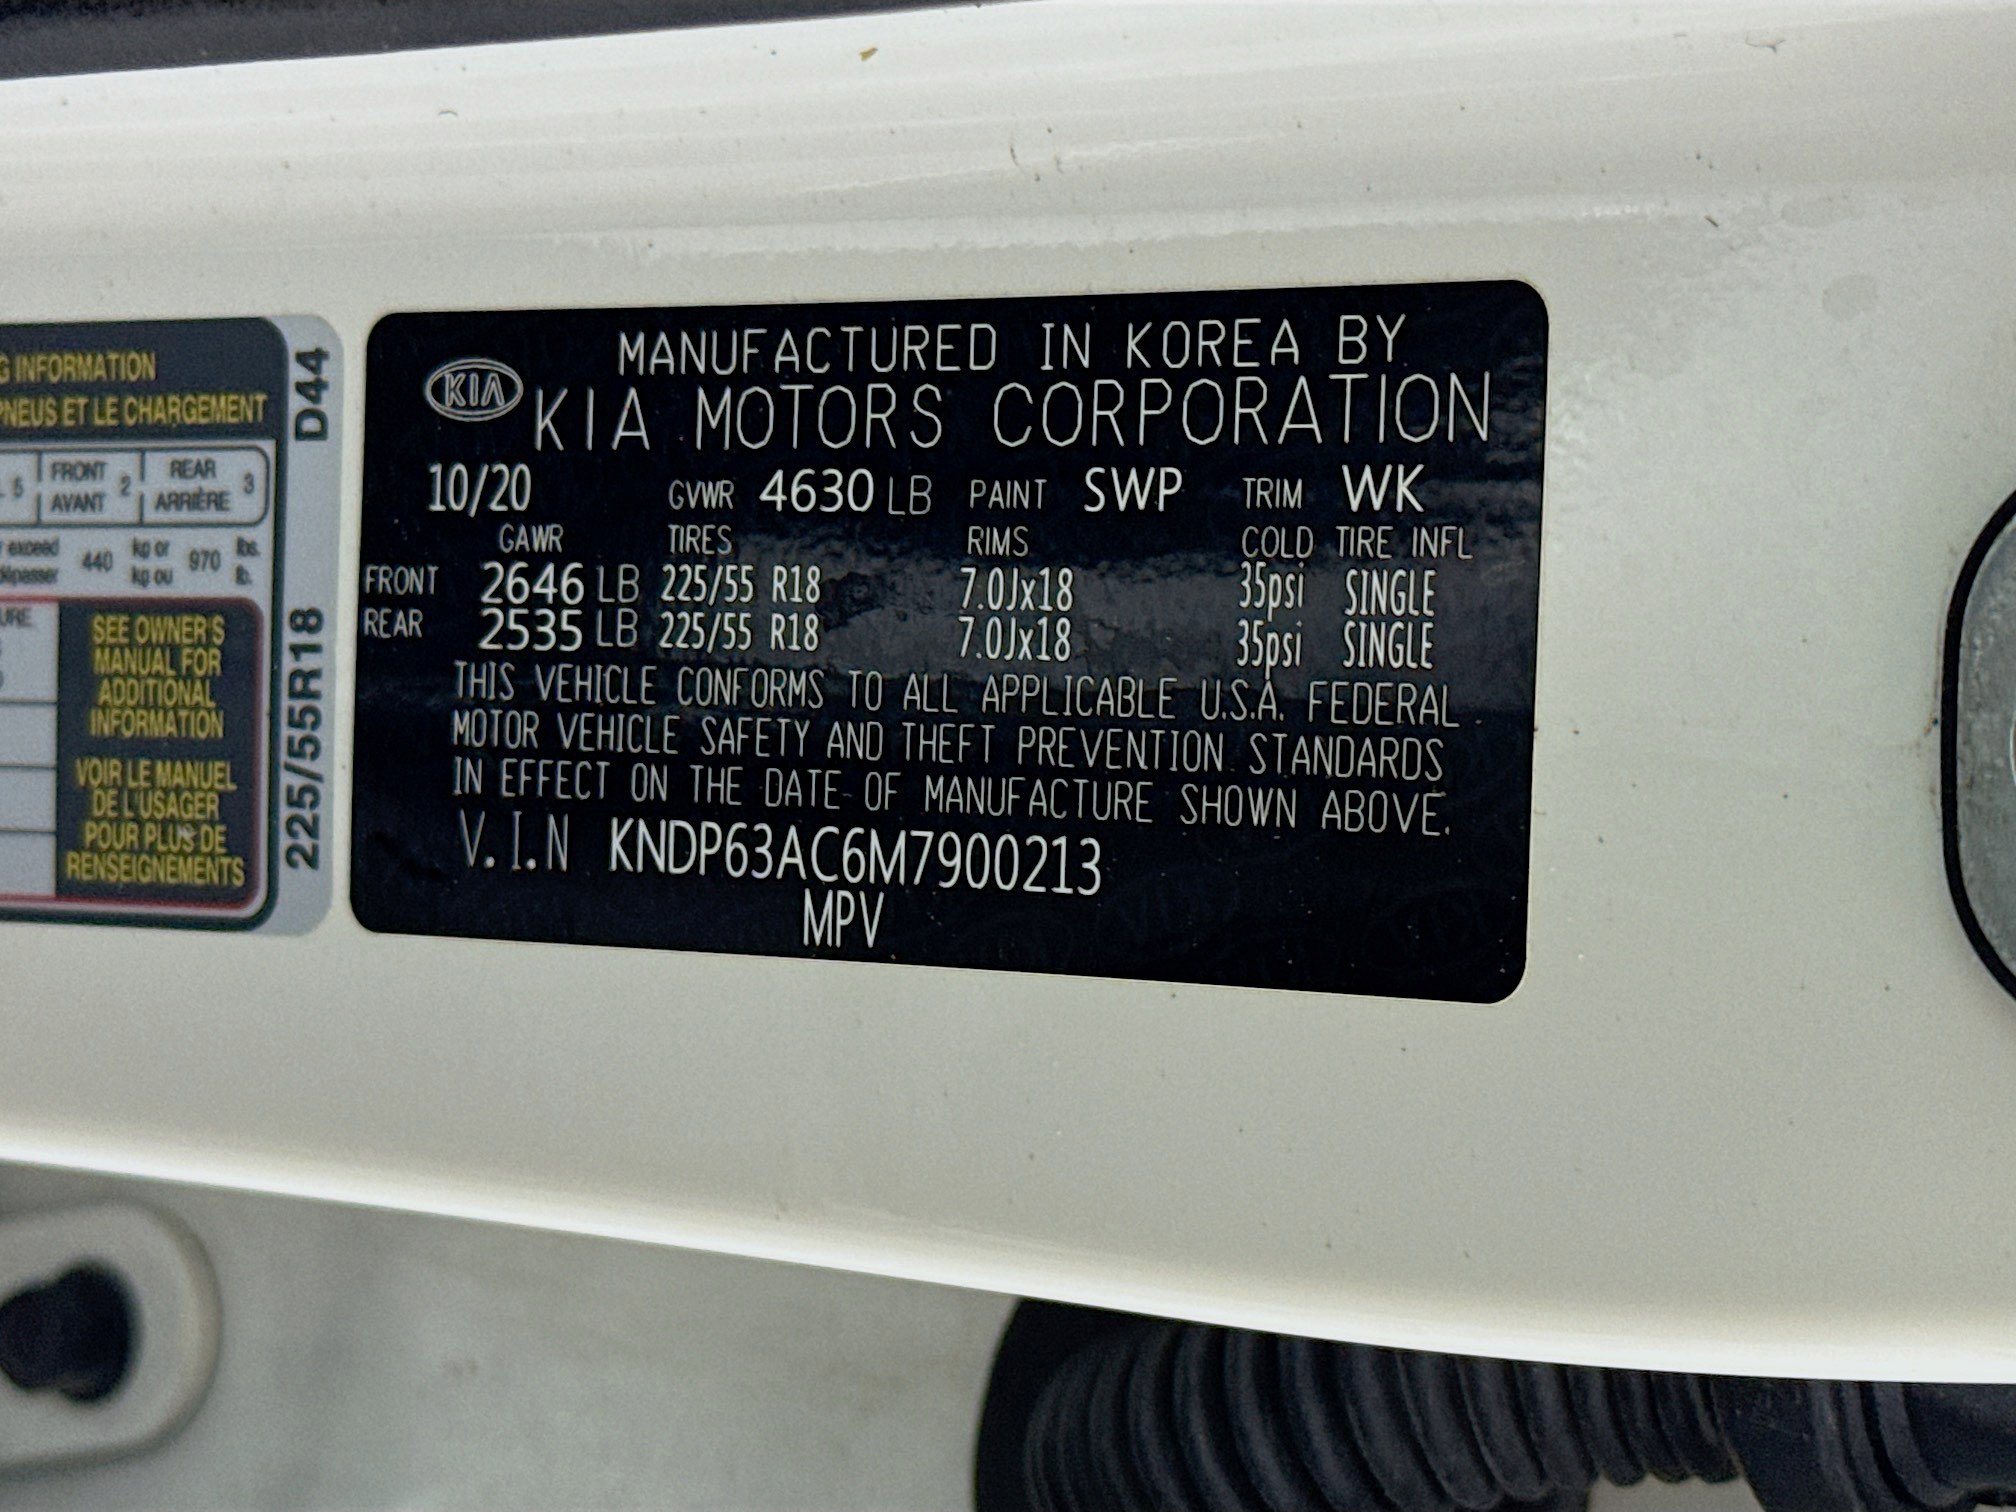 G INFORMATION
PNEUS ET LE CHARGEMENT
5 FRONT 2 REAR 3
AVANT ARRIÈRE
exceed 440 kg or 970 lbs.
kg ou lb.
SEE OWNER'S
MANUAL FOR
ADDITIONAL
INFORMATION
VOIR LE MANUEL
DE L'USAGER
POUR PLUS DE
RENSEIGNEMENTS
225/55R18 D44
KIA
MANUFACTURED IN KOREA BY
KIA MOTORS CORPORATION
10/20 GVWR 4630 LB PAINT SWP TRIM WK
GAWR TIRES RIMS COLD TIRE INFL
FRONT 2646 LB 225/55 R18 7.0Jx18 35psi SINGLE
REAR 2535 LB 225/55 R18 7.0Jx18 35psi SINGLE
THIS VEHICLE CONFORMS TO ALL APPLICABLE U.S.A. FEDERAL
MOTOR VEHICLE SAFETY AND THEFT PREVENTION STANDARDS
IN EFFECT ON THE DATE OF MANUFACTURE SHOWN ABOVE.
V.I.N KNDP63AC6M7900213
MPV